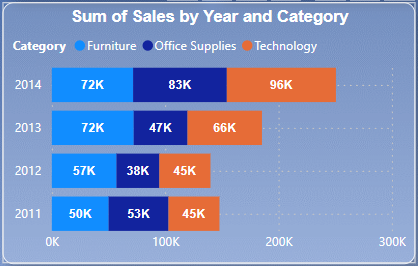 Sum of Sales by Year and Category
Category Furniture Office Supplies Technology
2014 72K 83K 96K
2013 72K 47K 66K
2012 57K 38K 45K
2011 50K 53K 45K
0K 100K 200K 300K